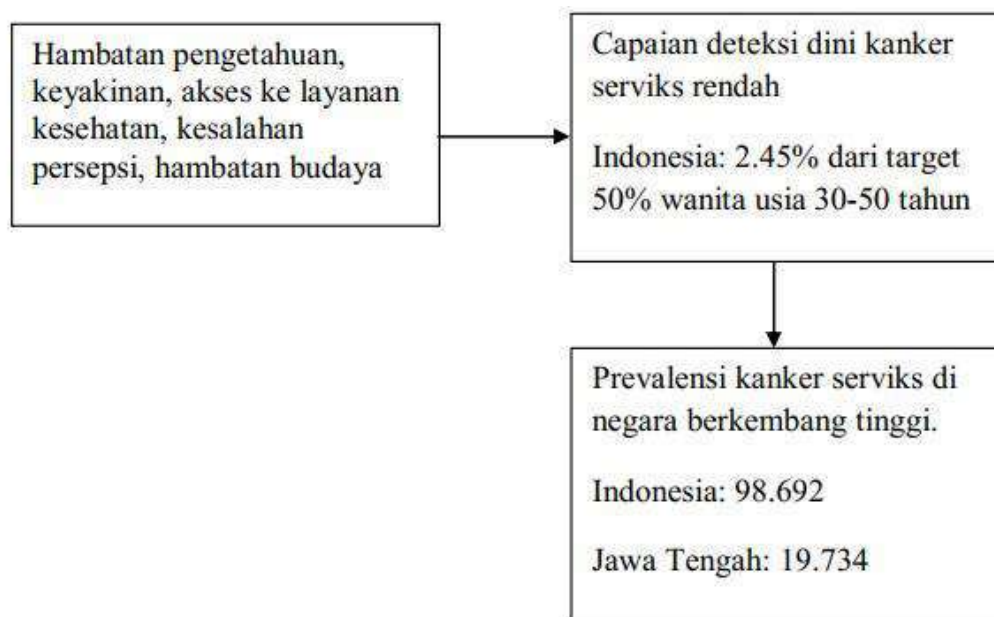 Hambatan pengetahuan,
keyakinan, akses ke layanan
kesehatan, kesalahan
persepsi, hambatan budaya
Capaian deteksi dini kanker
serviks rendah
Indonesia: 2.45% dari target
50% wanita usia 30-50 tahun
Prevalensi kanker serviks di
negara berkembang tinggi.
Indonesia: 98.692
Jawa Tengah: 19.734